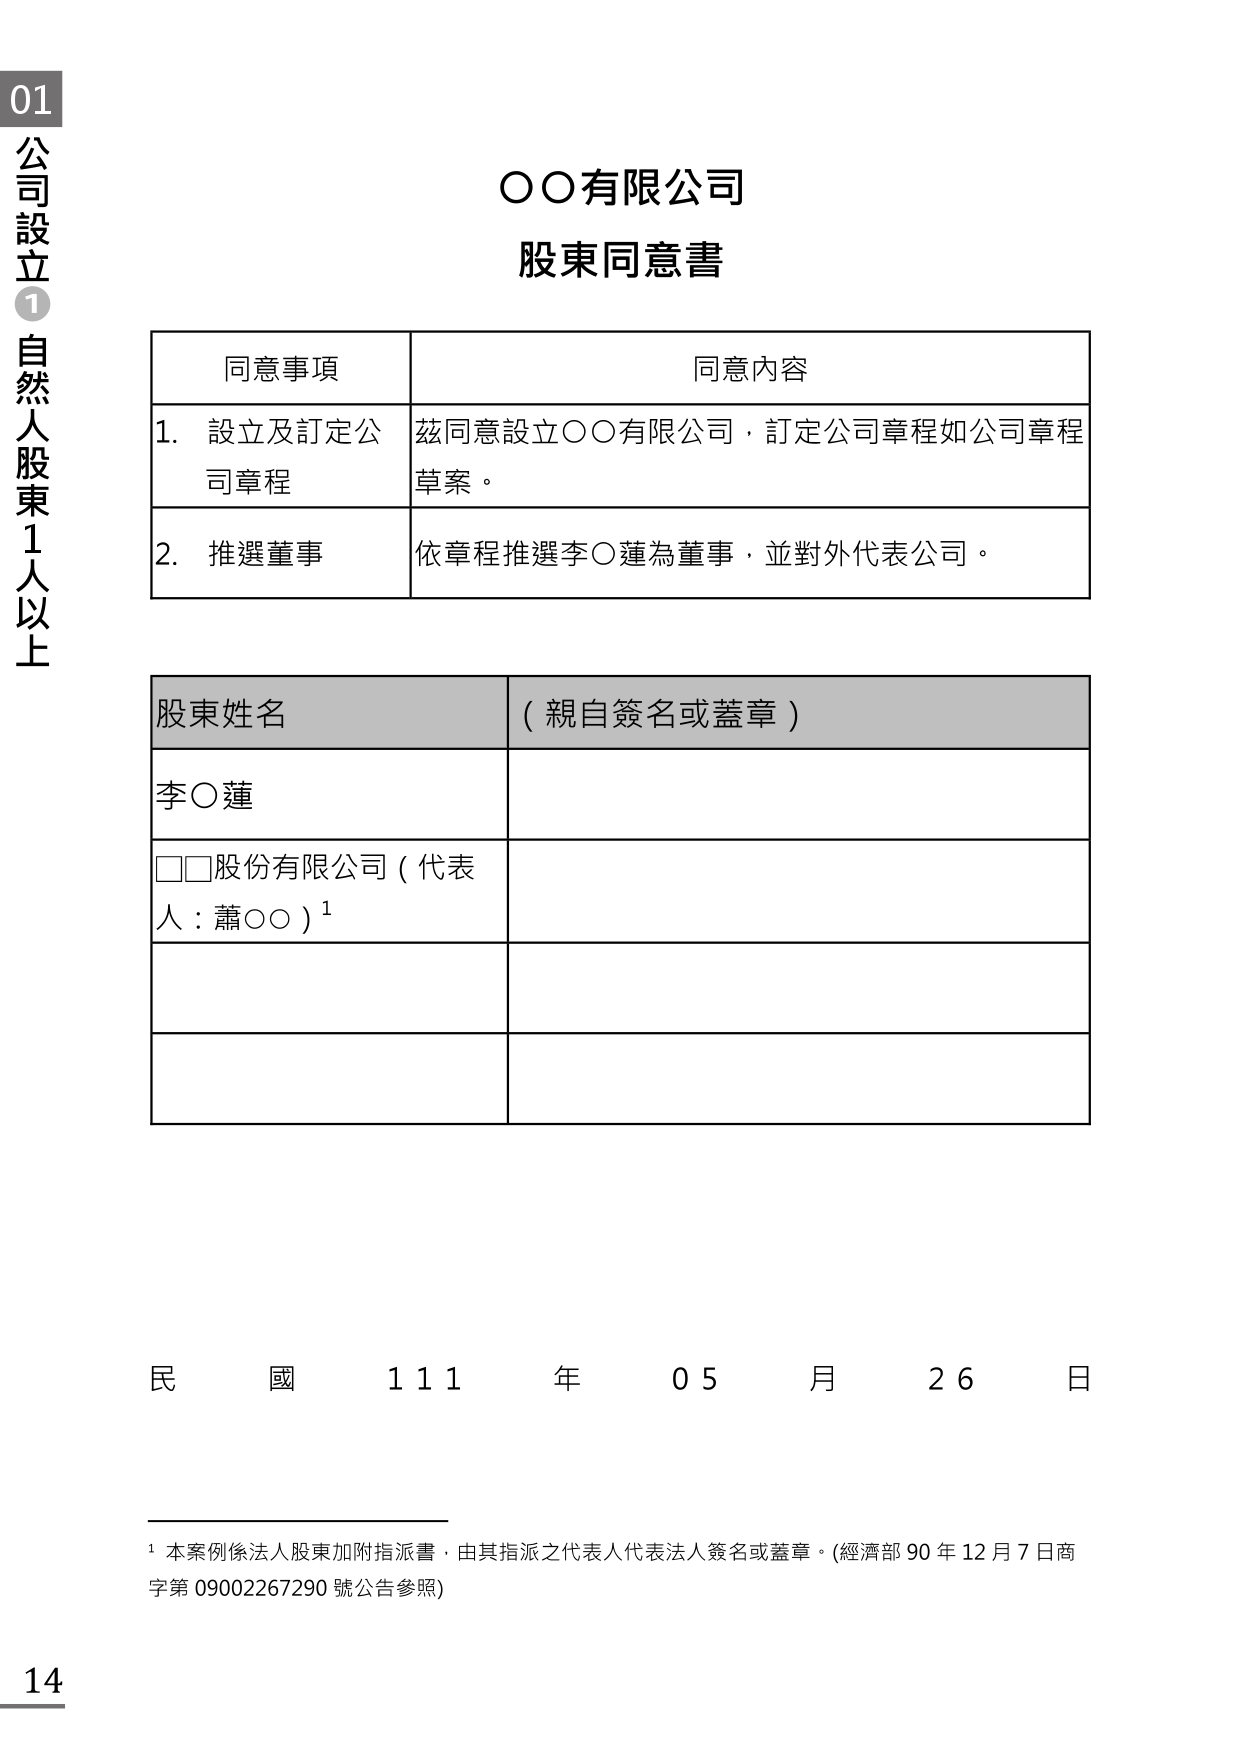 01
公司設立❶自然人股東1人以上
○○有限公司
股東同意書
同意事項
同意內容
1. 設立及訂定公
司章程
茲同意設立○○有限公司，訂定公司章程如公司章程
草案。
2. 推選董事
依章程推選李○蓮為董事，並對外代表公司。
股東姓名
（親自簽名或蓋章）
李○蓮
□□股份有限公司（代表
人：蕭○○）1
民 國 111 年 05 月 26 日
1 本案例係法人股東加附指派書，由其指派之代表人代表法人簽名或蓋章。(經濟部 90 年 12 月 7 日商
字第 09002267290 號公告參照)
14